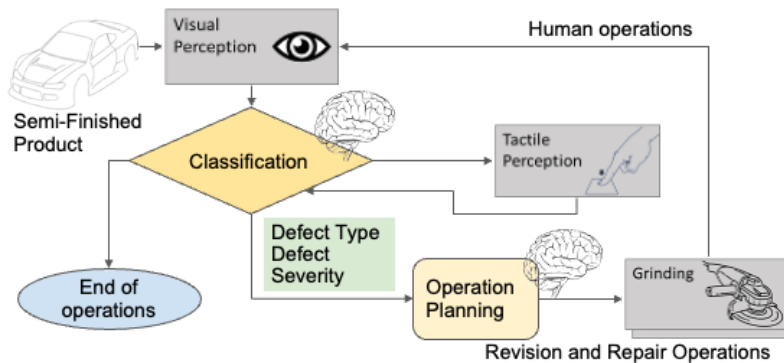 Visual
Perception
Human operations
Semi-Finished
Product
Classification
Tactile
Perception
Defect Type
Defect
Severity
End of
operations
Operation
Planning
Grinding
Revision and Repair Operations